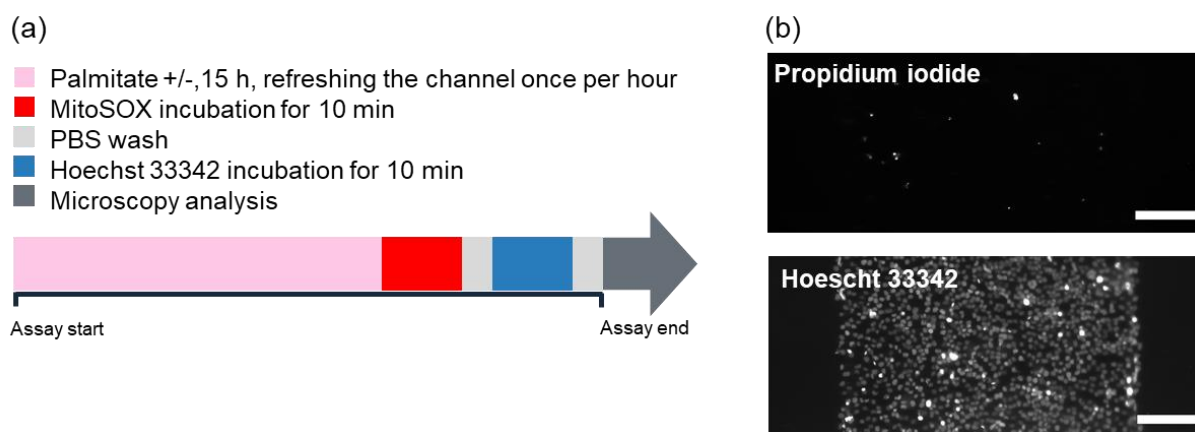 (a)
Palmitate +/-,15 h, refreshing the channel once per hour
MitoSOX incubation for 10 min
PBS wash
Hoechst 33342 incubation for 10 min
Microscopy analysis
Assay start
Assay end
(b)
Propidium iodide
Hoescht 33342